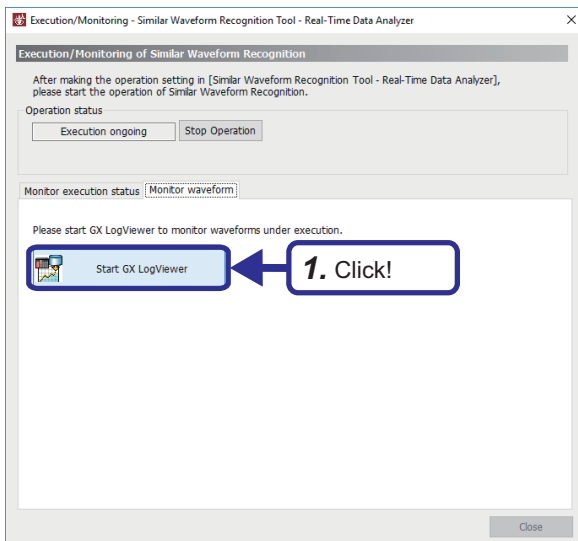 Execution/Monitoring - Similar Waveform Recognition Tool - Real-Time Data Analyzer
Execution/Monitoring of Similar Waveform Recognition
After making the operation setting in [Similar Waveform Recognition Tool - Real-Time Data Analyzer],
please start the operation of Similar Waveform Recognition.
Operation status
Execution ongoing Stop Operation
Monitor execution status Monitor waveform
Please start GX LogViewer to monitor waveforms under execution.
Start GX LogViewer
1. Click!
Close